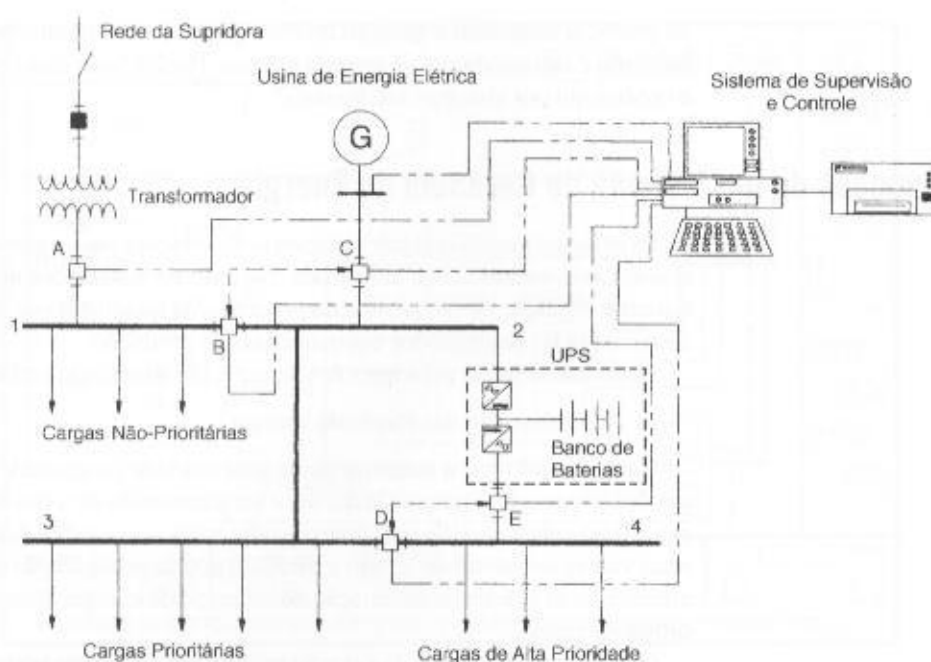 Rede da Supridora
Usina de Energia Elétrica
Sistema de Supervisão
e Controle
G
Transformador
A
C
1
B
2
UPS
Cargas Não-Prioritárias
Banco de
Baterias
3
D
E
4
Cargas Prioritárias
Cargas de Alta Prioridade